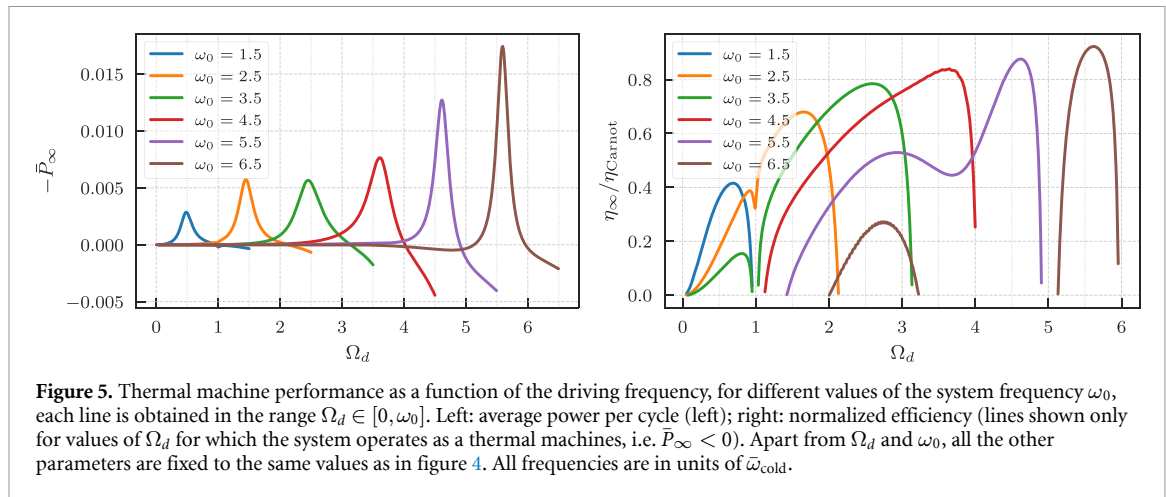 ω₀ = 1.5
ω₀ = 2.5
ω₀ = 3.5
ω₀ = 4.5
ω₀ = 5.5
ω₀ = 6.5
0.015
0.010
0.005
0.000
−0.005
−P̄∞
0 1 2 3 4 5 6
Ω_d
ω₀ = 1.5
ω₀ = 2.5
ω₀ = 3.5
ω₀ = 4.5
ω₀ = 5.5
ω₀ = 6.5
0.8
0.6
0.4
0.2
0.0
η∞/η_Carnot
0 1 2 3 4 5 6
Ω_d
Figure 5. Thermal machine performance as a function of the driving frequency, for different values of the system frequency ω₀,
each line is obtained in the range Ω_d ∈ [0, ω₀]. Left: average power per cycle (left); right: normalized efficiency (lines shown only
for values of Ω_d for which the system operates as a thermal machines, i.e. P̄∞ < 0). Apart from Ω_d and ω₀, all the other
parameters are fixed to the same values as in figure 4. All frequencies are in units of ω̄_cold.